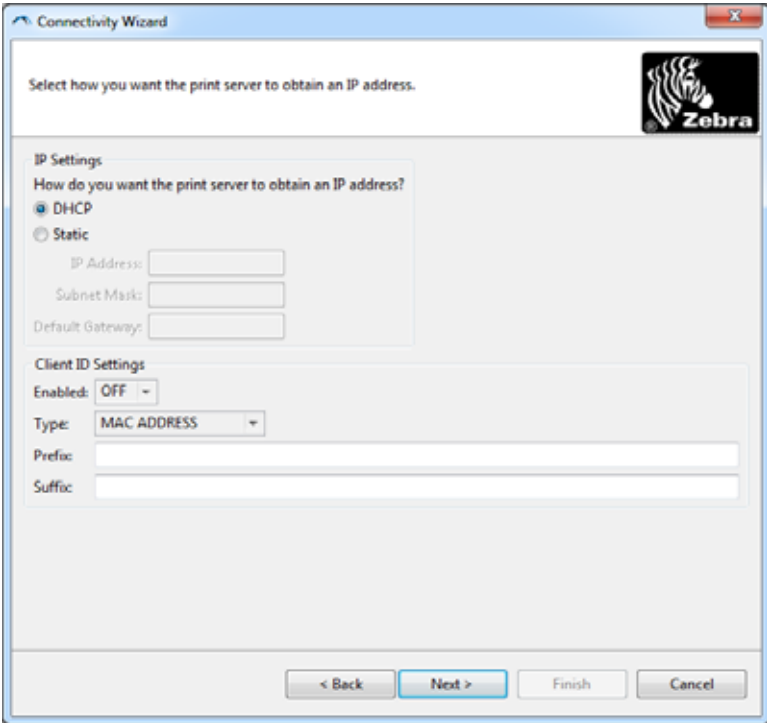 Connectivity Wizard
Select how you want the print server to obtain an IP address.
® Zebra
IP Settings
How do you want the print server to obtain an IP address?
DHCP
Static
IP Address:
Subnet Mask:
Default Gateway:
Client ID Settings
Enabled: OFF
Type: MAC ADDRESS
Prefix:
Suffix:
< Back Next > Finish Cancel